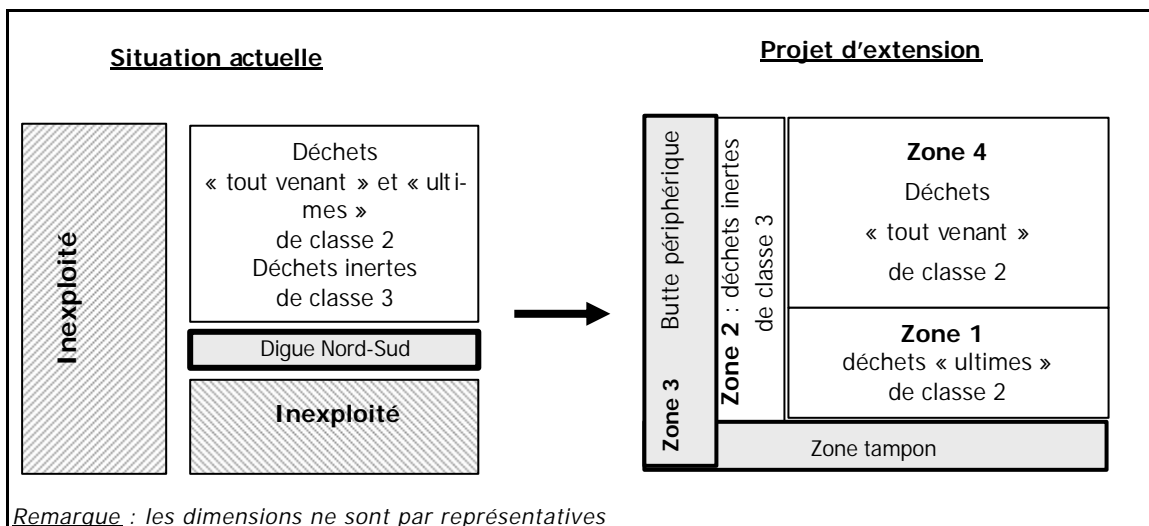 Situation actuelle
Inexploité
Déchets
« tout venant » et « ulti-
mes »
de classe 2
Déchets inertes
de classe 3
Digue Nord-Sud
Inexploité
Projet d'extension
Zone 3 Butte périphérique
Zone 2 : déchets inertes
de classe 3
Zone 4
Déchets
« tout venant »
de classe 2
Zone 1
déchets « ultimes »
de classe 2
Zone tampon
Remarque : les dimensions ne sont par représentatives